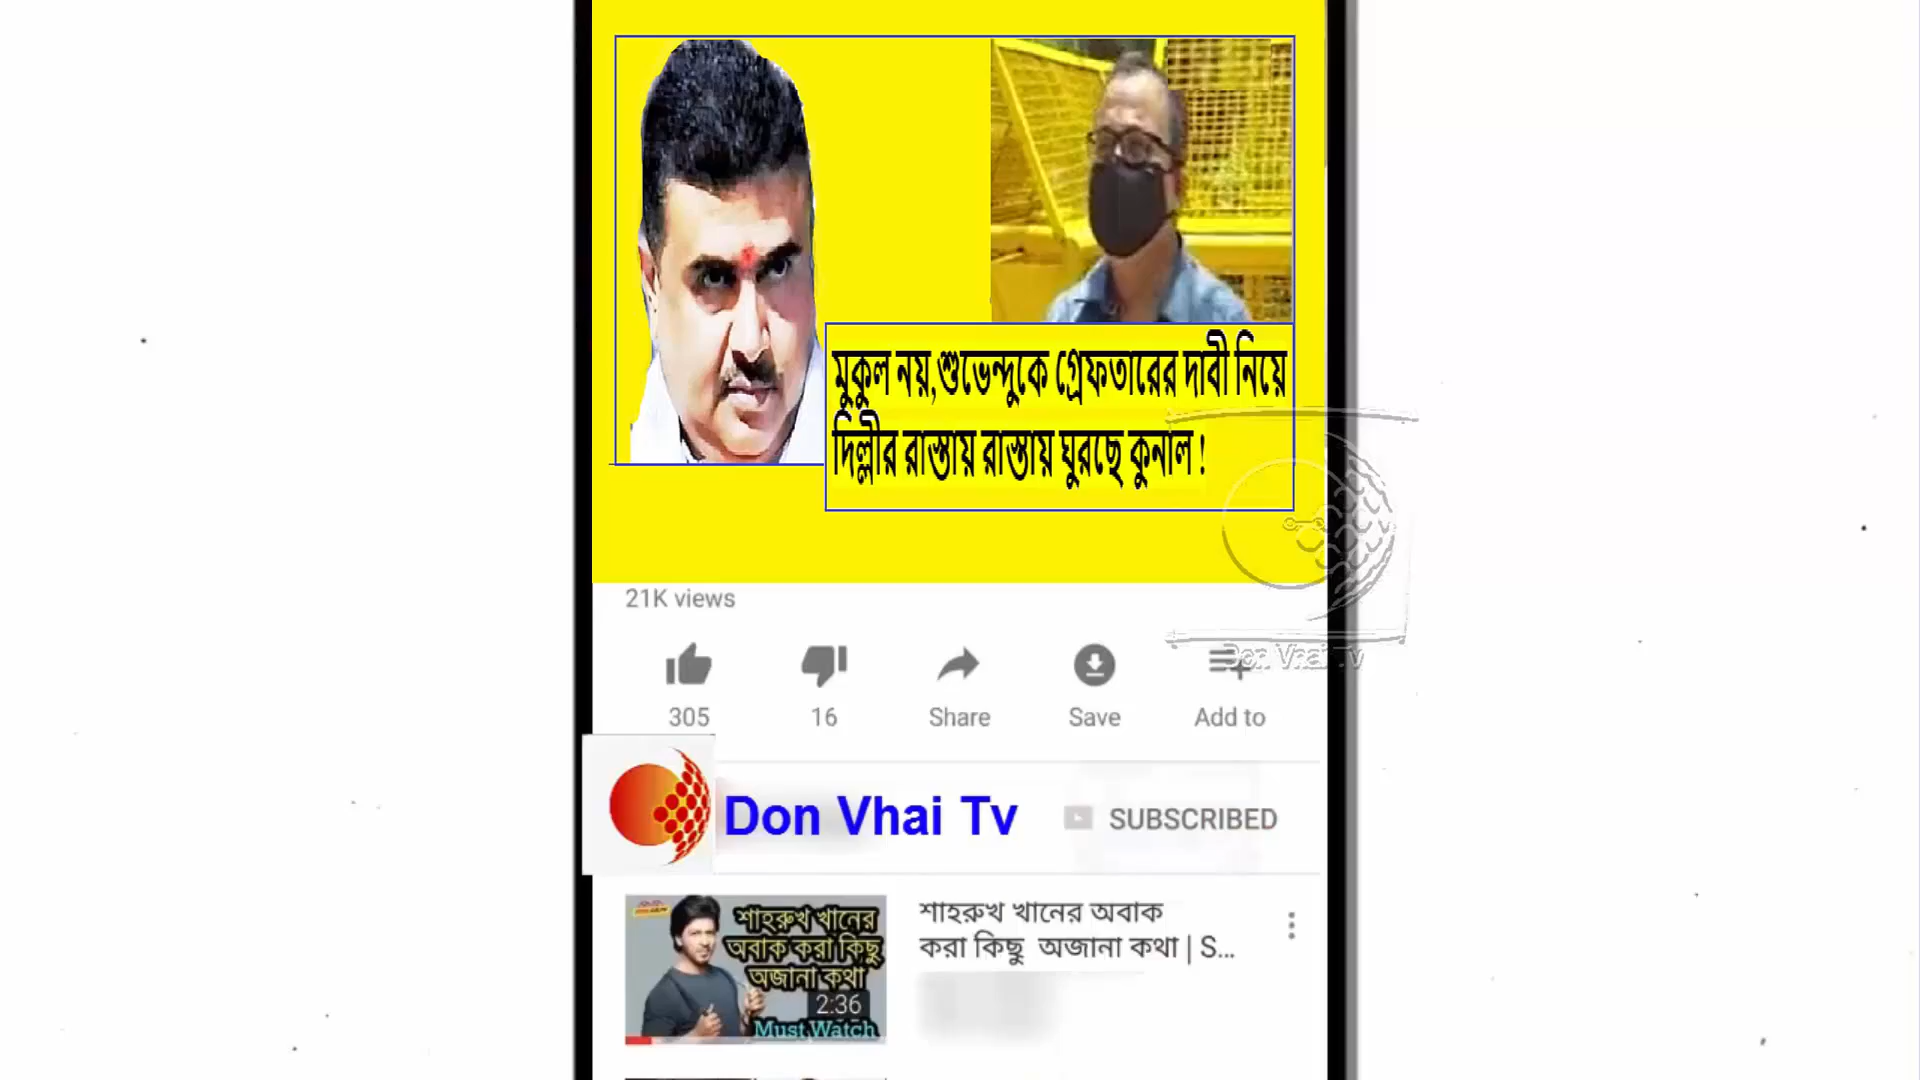 মুকুল নয়,শুভেন্দুকে গ্রেফতারের দাবী নিয়ে
দিল্লীর রাস্তায় রাস্তায় ঘুরছে কুনাল!
21K views
305
16
Share
Save
Add to
Don Vhai Tv
Don Vhai Tv
SUBSCRIBED
শাহরুখ খানের
অবাক করা কিছু
অজানা কথা
2:36
Must Watch
শাহরুখ খানের অবাক
করা কিছু অজানা কথা | S...